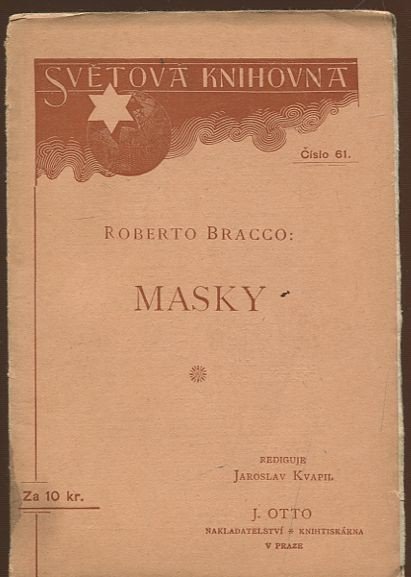 SVĚTOVÁ KNIHOVNA
Číslo 61.
ROBERTO BRACCO:
MASKY
REDIGUJE
JAROSLAV KVAPIL
Za 10 kr.
J. OTTO
NAKLADATELSTVÍ * KNIHTISKÁRNA
V PRAZE